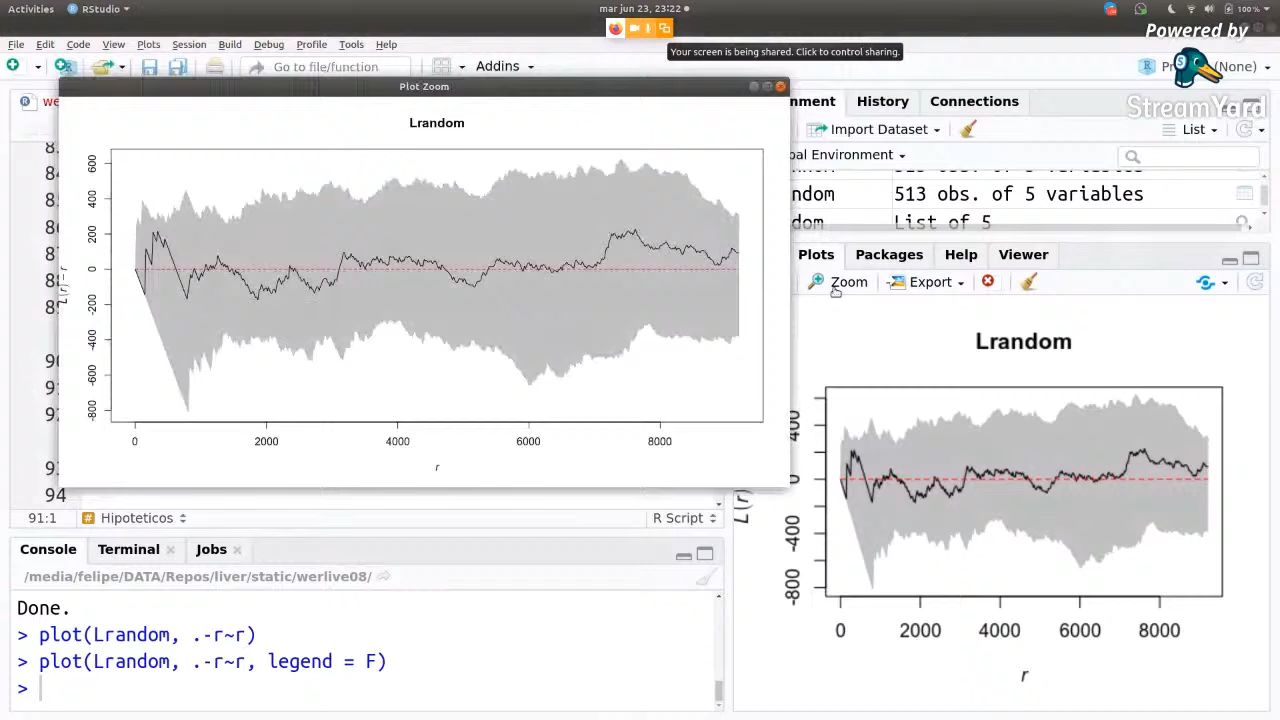 Activities RStudio mar jun 23, 23:22 100 %
Your screen is being shared. Click to control sharing.
Powered by
StreamYard
File Edit Code View Plots Session Build Debug Profile Tools Help
Go to file/function Addins (None)
Plot Zoom
Lrandom
600
400
200
0
-200
-400
-600
-800
L(r) − r
0 2000 4000 6000 8000
r
History Connections
Import Dataset List
bal Environment
ndom 513 obs. of 5 variables
dom List of 5
Plots Packages Help Viewer
Zoom Export
Lrandom
400
0
-400
-800
L(r)
0 2000 4000 6000 8000
r
93
94
91:1 Hipoteticos R Script
Console Terminal Jobs
/media/felipe/DATA/Repos/liver/static/werlive08/
Done.
> plot(Lrandom, .-r~r)
> plot(Lrandom, .-r~r, legend = F)
>